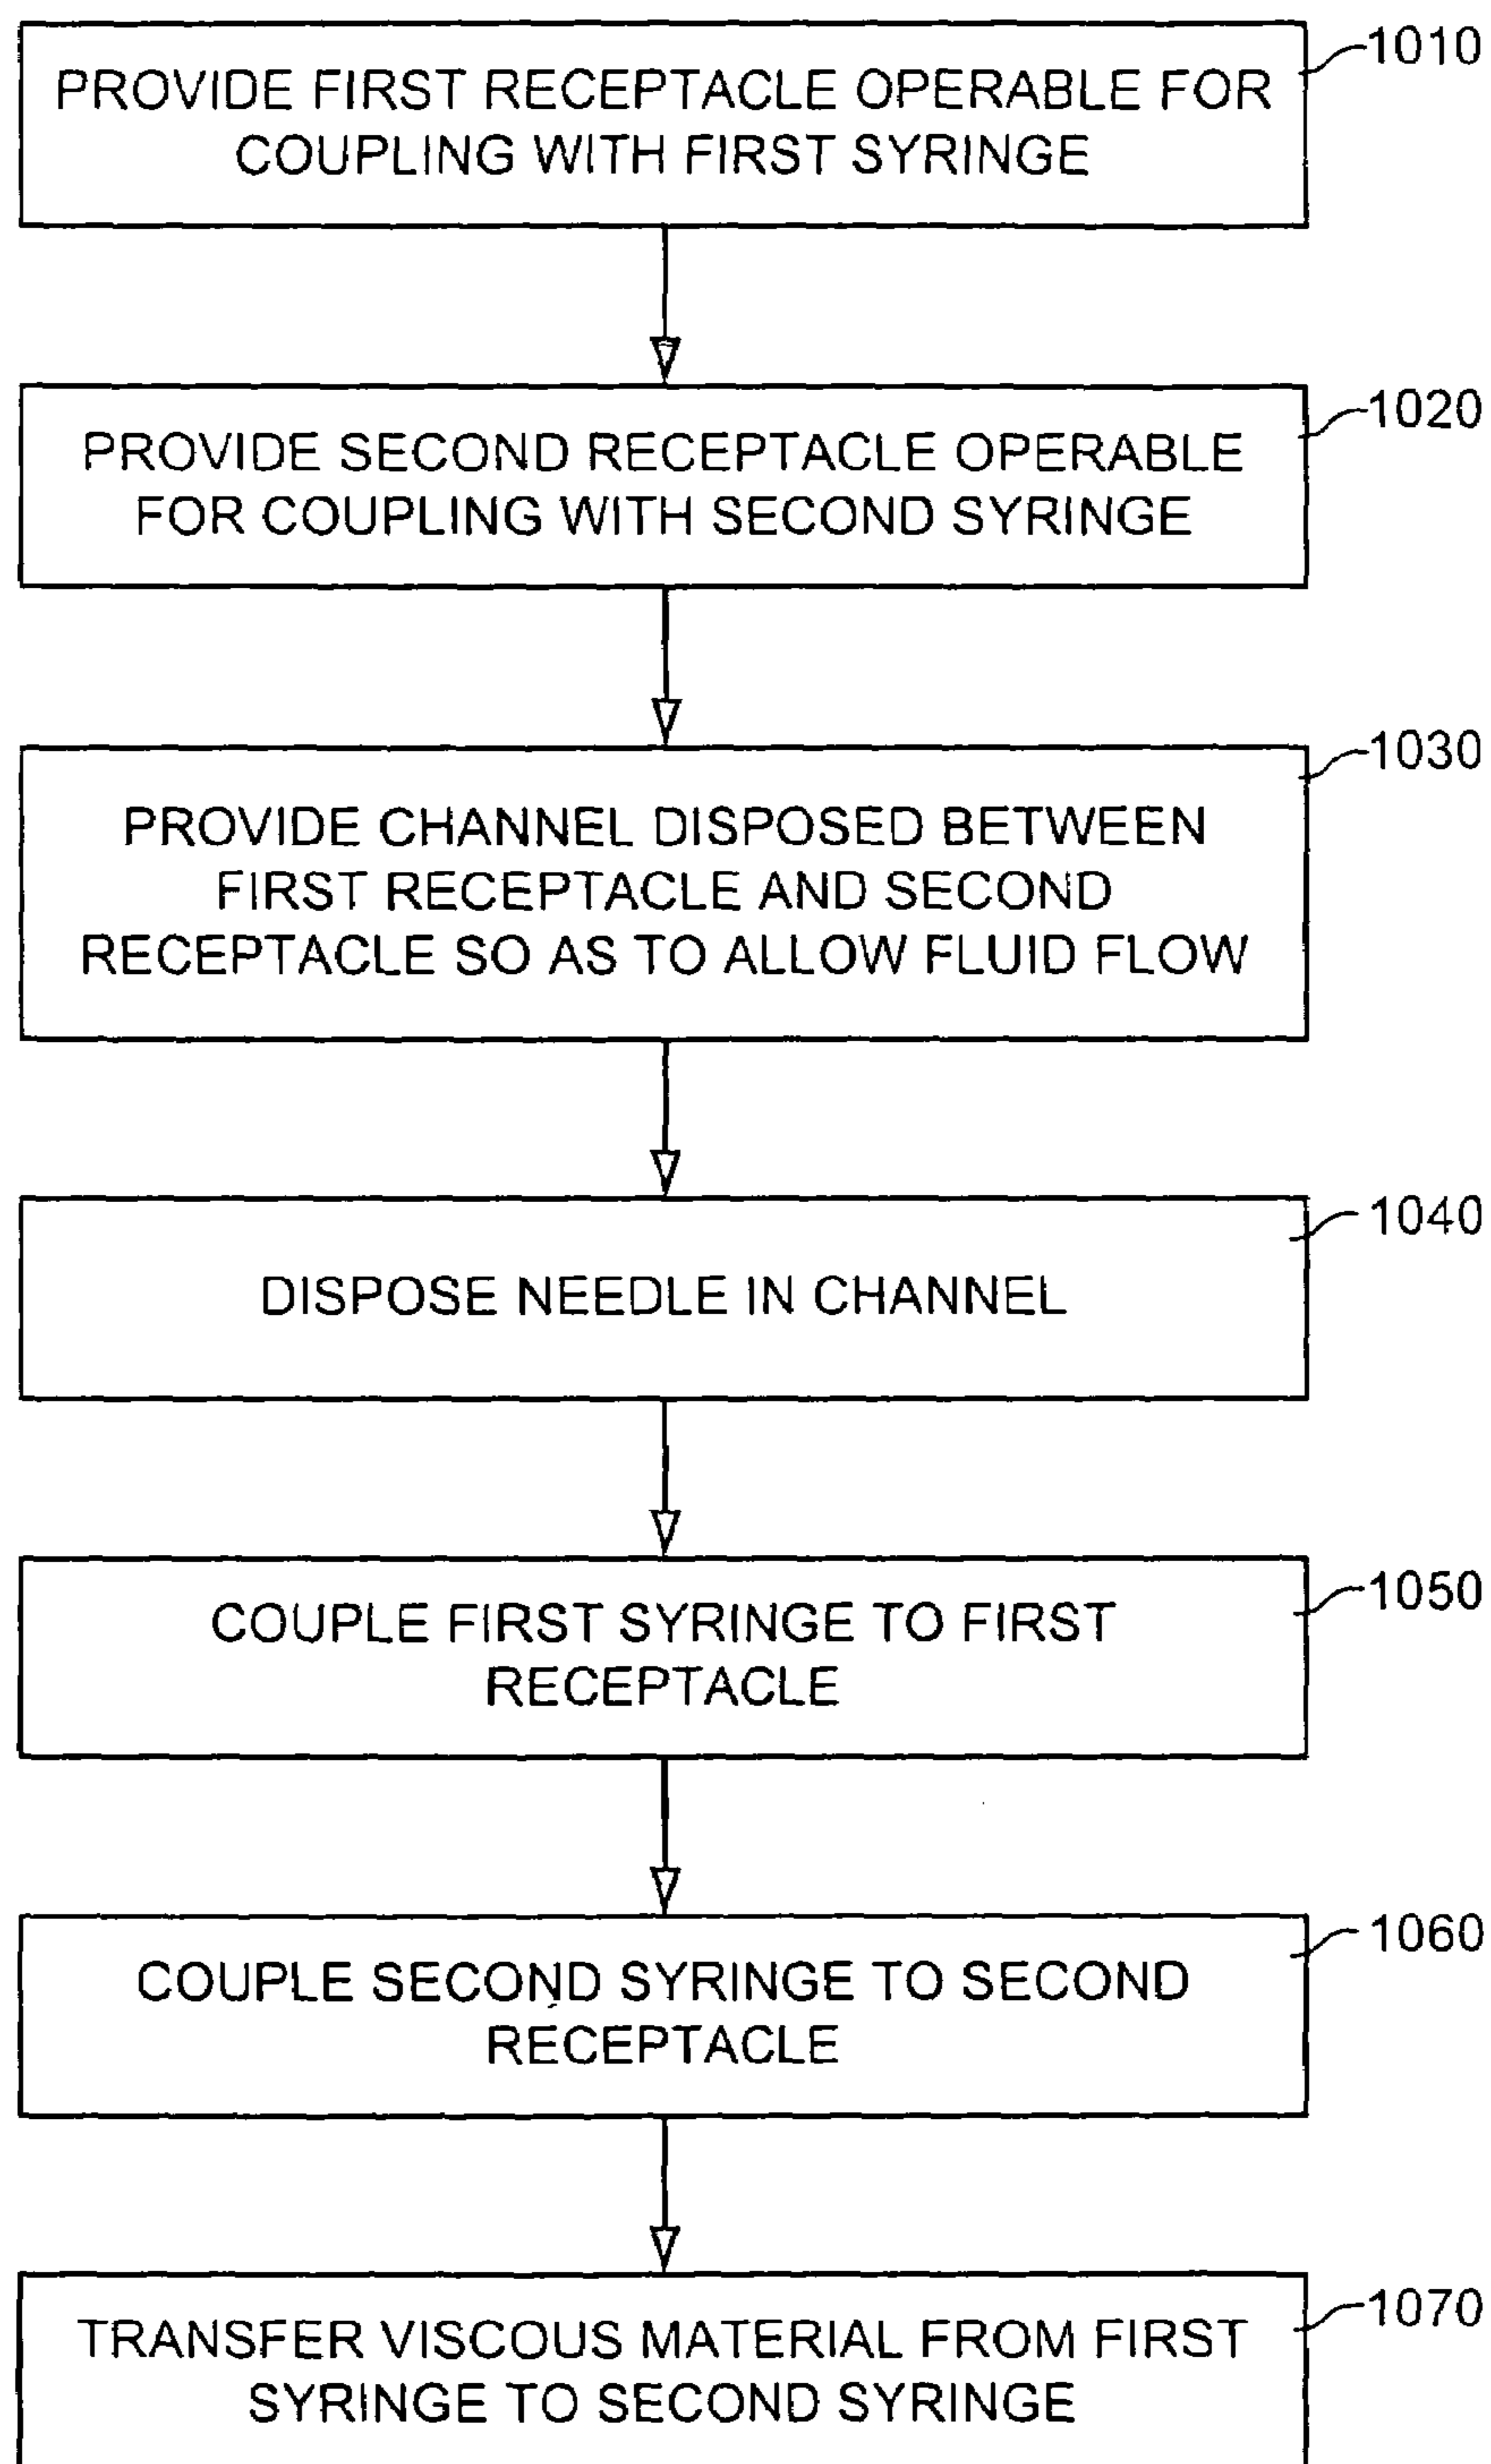 1010
PROVIDE FIRST RECEPTACLE OPERABLE FOR
COUPLING WITH FIRST SYRINGE
1020
PROVIDE SECOND RECEPTACLE OPERABLE
FOR COUPLING WITH SECOND SYRINGE
1030
PROVIDE CHANNEL DISPOSED BETWEEN
FIRST RECEPTACLE AND SECOND
RECEPTACLE SO AS TO ALLOW FLUID FLOW
1040
DISPOSE NEEDLE IN CHANNEL
1050
COUPLE FIRST SYRINGE TO FIRST
RECEPTACLE
1060
COUPLE SECOND SYRINGE TO SECOND
RECEPTACLE
1070
TRANSFER VISCOUS MATERIAL FROM FIRST
SYRINGE TO SECOND SYRINGE